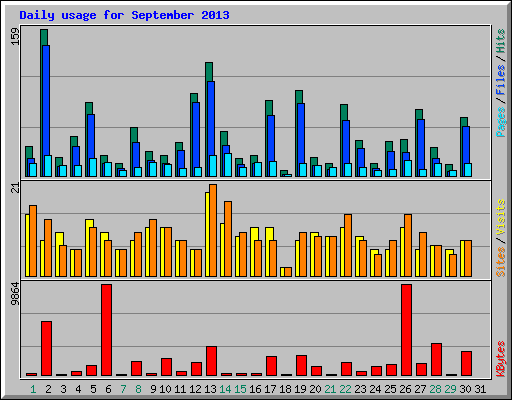 Daily usage for September 2013
159
Pages / Files / Hits
21
Sites / Visits
9864
KBytes
1 2 3 4 5 6 7 8 9 10 11 12 13 14 15 16 17 18 19 20 21 22 23 24 25 26 27 28 29 30 31